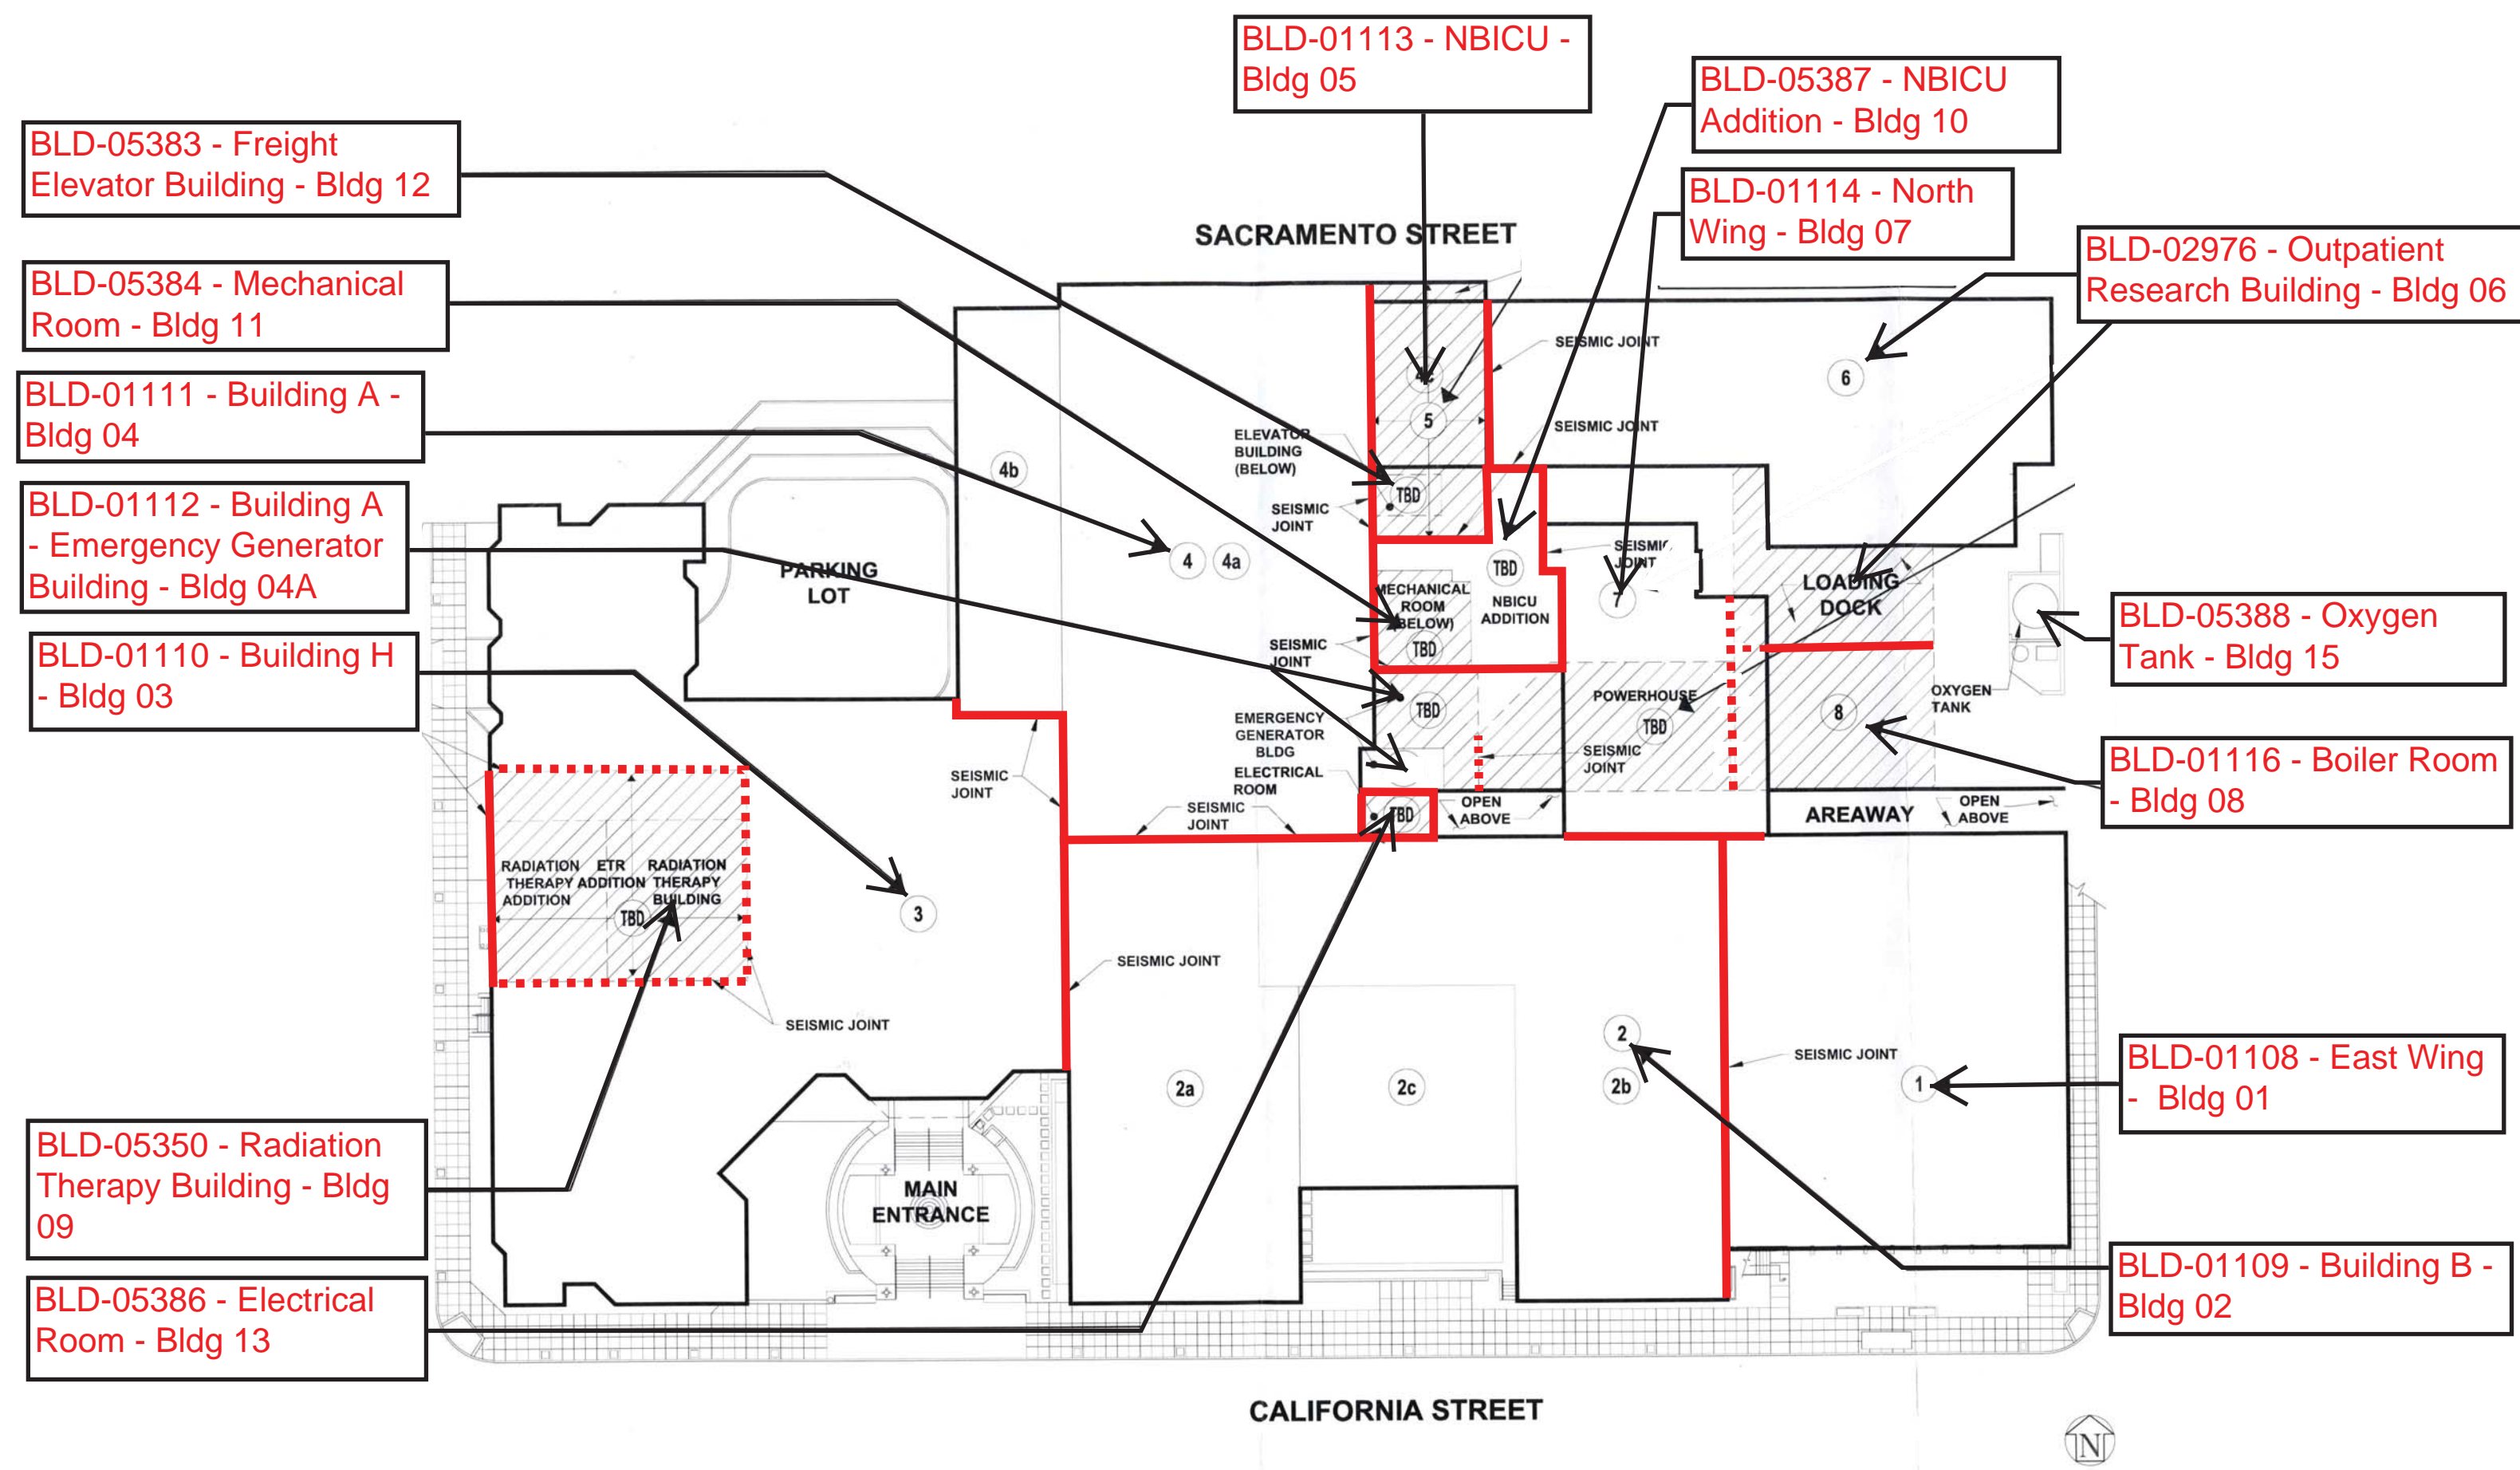 BLD-01113 - NBICU -
Bldg 05
BLD-05387 - NBICU
Addition - Bldg 10
BLD-05383 - Freight
Elevator Building - Bldg 12
BLD-01114 - North
Wing - Bldg 07
SACRAMENTO STREET
BLD-02976 - Outpatient
Research Building - Bldg 06
BLD-05384 - Mechanical
Room - Bldg 11
SEISMIC JOINT
6
BLD-01111 - Building A -
Bldg 04
5
SEISMIC JOINT
ELEVATOR
BUILDING
(BELOW)
4b
BLD-01112 - Building A
- Emergency Generator
Building - Bldg 04A
TBD
SEISMIC
JOINT
PARKING
LOT
4
4a
SEISMIC
JOINT
TBD
7
LOADING
DOCK
MECHANICAL
ROOM
(BELOW)
TBD
NBICU
ADDITION
BLD-05388 - Oxygen
Tank - Bldg 15
BLD-01110 - Building H
- Bldg 03
SEISMIC
JOINT
OXYGEN
TANK
POWERHOUSE
TBD
TBD
8
EMERGENCY
GENERATOR
BLDG
SEISMIC
JOINT
BLD-01116 - Boiler Room
- Bldg 08
SEISMIC
JOINT
ELECTRICAL
ROOM
SEISMIC
JOINT
TBD
OPEN
ABOVE
AREAWAY
OPEN
ABOVE
RADIATION
THERAPY
ADDITION
ETR
ADDITION
RADIATION
THERAPY
BUILDING
TBD
3
SEISMIC JOINT
SEISMIC JOINT
2
SEISMIC JOINT
BLD-01108 - East Wing
- Bldg 01
2a
2c
2b
1
BLD-05350 - Radiation
Therapy Building - Bldg
09
MAIN
ENTRANCE
BLD-01109 - Building B -
Bldg 02
BLD-05386 - Electrical
Room - Bldg 13
CALIFORNIA STREET
N